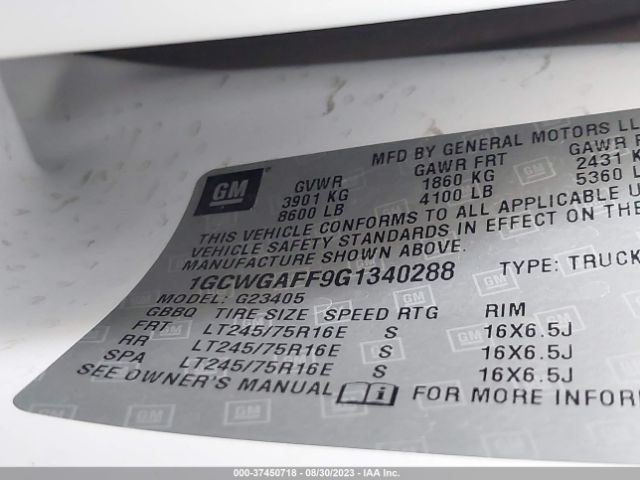 MFD BY GENERAL MOTORS LL
GM
GVWR GAWR FRT GAWR
3901 KG 1860 KG 2431
8600 LB 4100 LB 5360
THIS VEHICLE CONFORMS TO ALL APPLICABLE
VEHICLE SAFETY STANDARDS IN EFFECT ON THE
MANUFACTURE SHOWN ABOVE.
1GCWGAFF9G1340288 TYPE: TRUCK
MODEL: G23405
GBBQ TIRE SIZE SPEED RTG RIM
FRT LT245/75R16E S 16X6.5J
RR LT245/75R16E S 16X6.5J
SPA LT245/75R16E S 16X6.5J
SEE OWNER'S MANUAL i FOR MORE INFOR
000-37450718 - 08/30/2023 - IAAI.COM